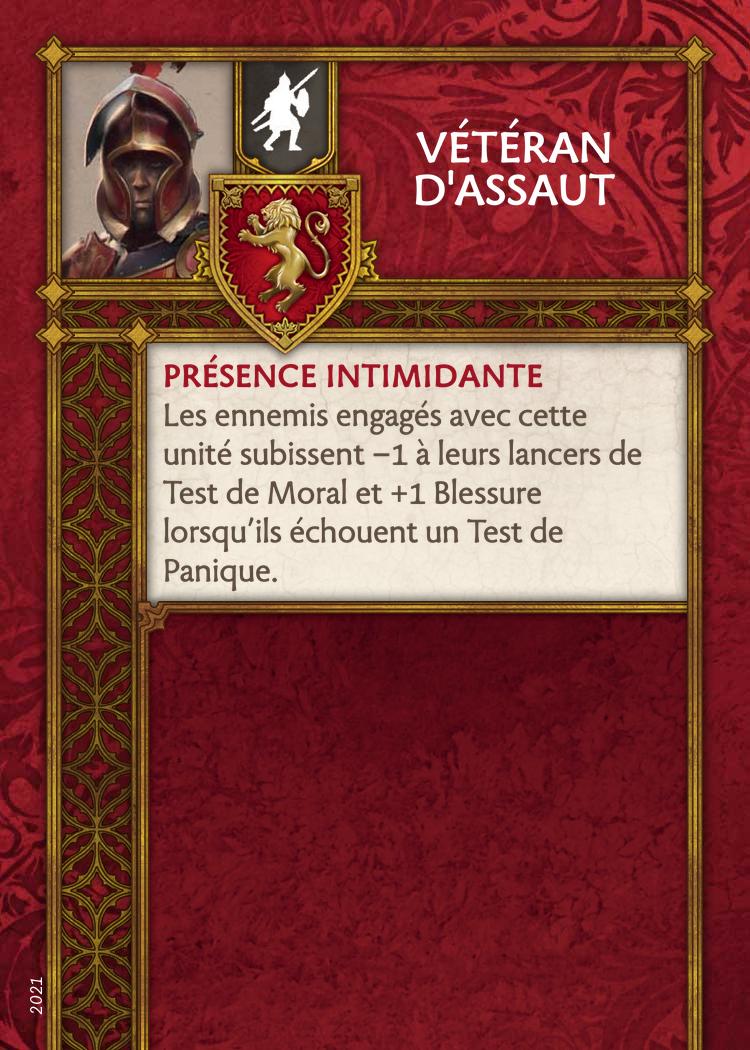 VÉTÉRAN
D'ASSAUT
PRÉSENCE INTIMIDANTE
Les ennemis engagés avec cette
unité subissent −1 à leurs lancers de
Test de Moral et +1 Blessure
lorsqu'ils échouent un Test de
Panique.
2021